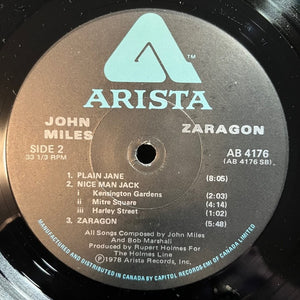 TM
ARISTA
JOHN MILES
ZARAGON
SIDE 2
33 1/3 RPM
AB 4176
(AB 4176 SB)
1. PLAIN JANE (8:05)
2. NICE MAN JACK
i Kensington Gardens (2:03)
ii Mitre Square (4:14)
iii Harley Street (1:02)
3. ZARAGON (5:48)
All Songs Composed by John Miles
and Bob Marshall
Produced by Rupert Holmes for
The Holmes Line
℗ 1978 Arista Records, Inc.
MANUFACTURED AND DISTRIBUTED IN CANADA BY CAPITOL RECORDS-EMI OF CANADA LIMITED.